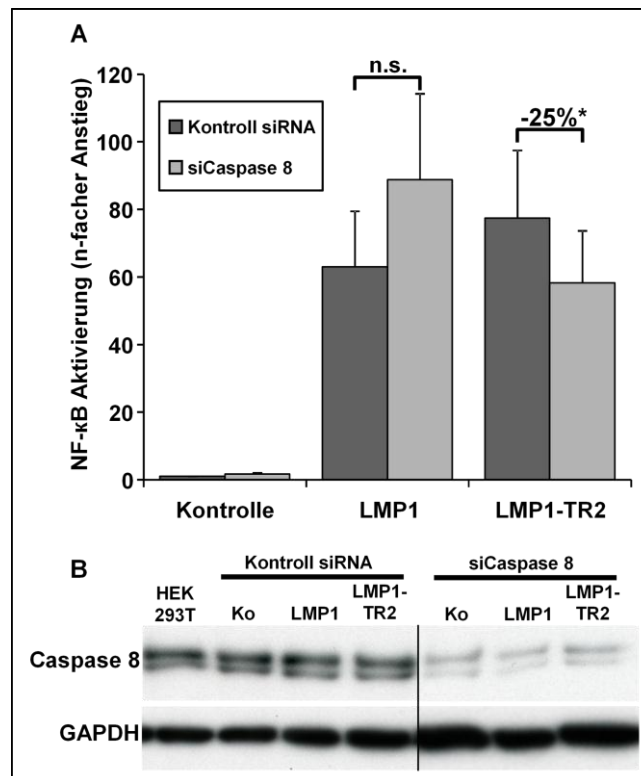 A
NF-κB Aktivierung (n-facher Anstieg)
120
100
80
60
40
20
0
Kontroll siRNA
siCaspase 8
n.s.
-25%*
Kontrolle
LMP1
LMP1-TR2
B
Kontroll siRNA
siCaspase 8
HEK
293T
Ko
LMP1
LMP1-
TR2
Ko
LMP1
LMP1-
TR2
Caspase 8
GAPDH